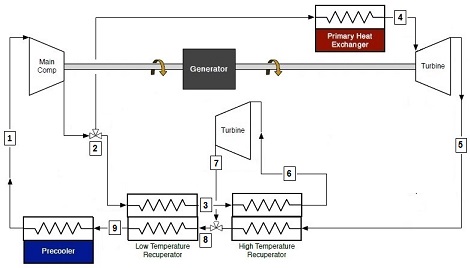 4
Main
Comp
Primary Heat
Exchanger
Generator
Turbine
1
2
Turbine
5
7
6
3
9
8
Precooler
Low Temperature
Recuperator
High Temperature
Recuperator